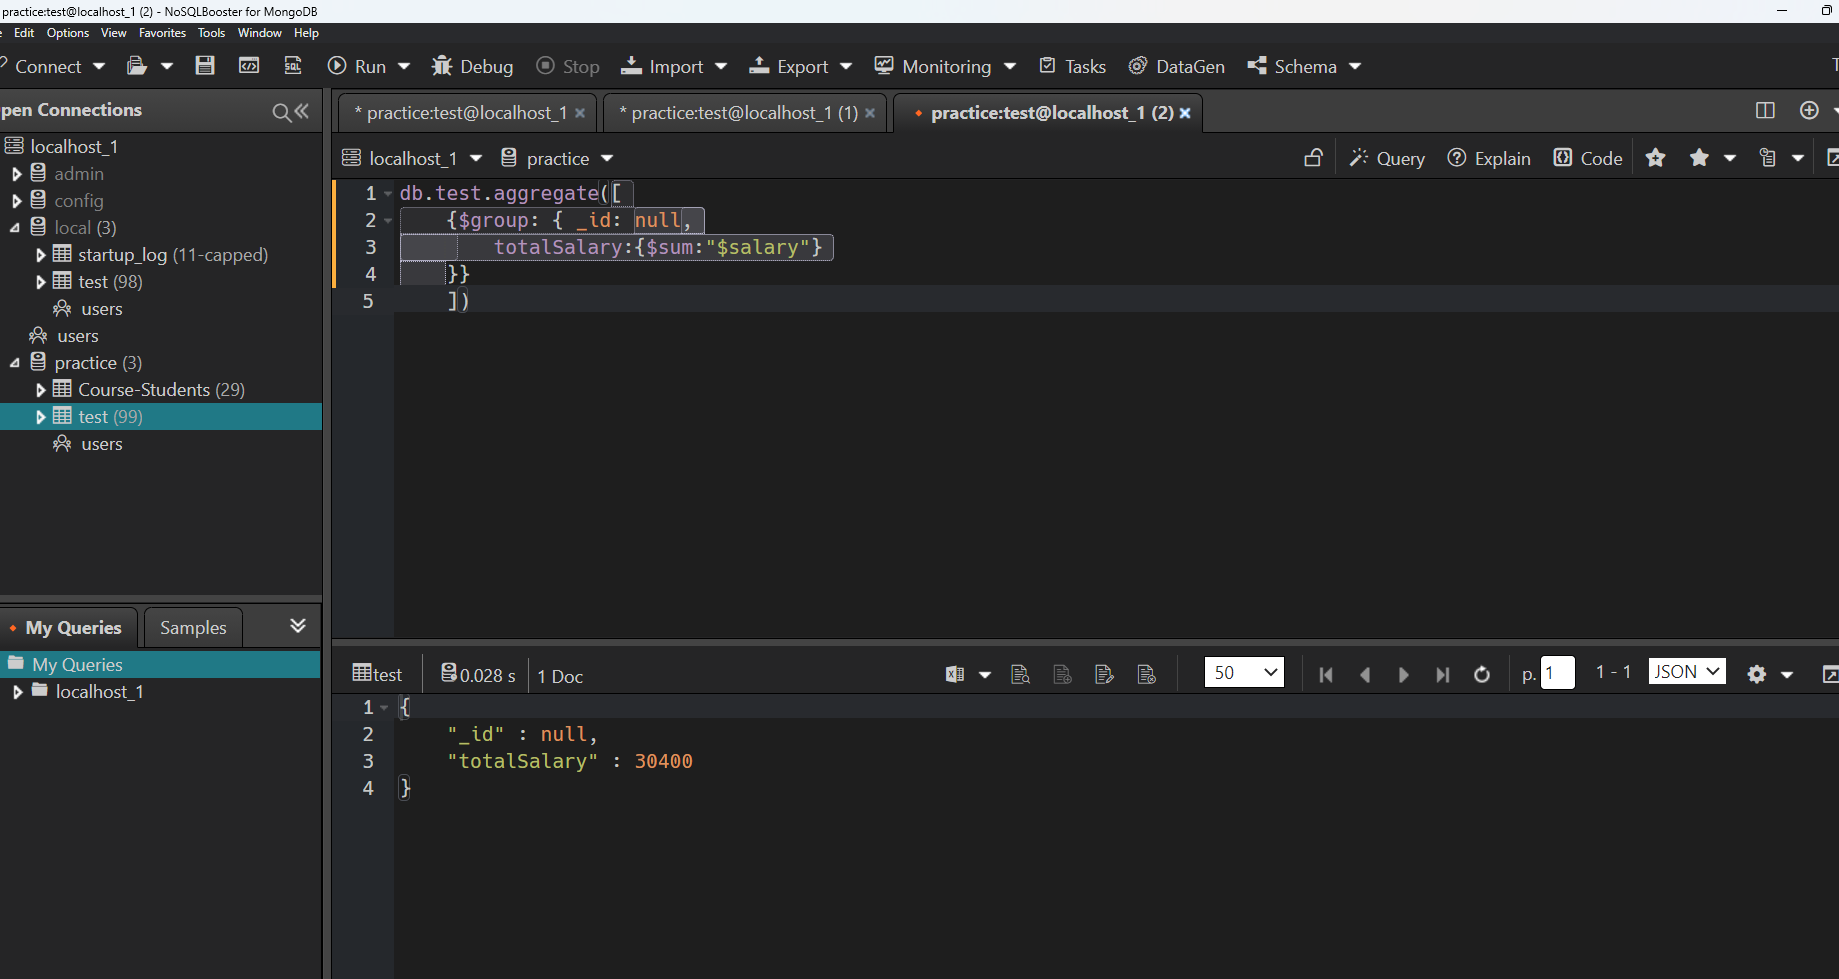 practice:test@localhost_1 (2) - NoSQLBooster for MongoDB
Edit Options View Favorites Tools Window Help
Connect Run Debug Stop Import Export Monitoring Tasks DataGen Schema
pen Connections
localhost_1
admin
config
local (3)
startup_log (11-capped)
test (98)
users
users
practice (3)
Course-Students (29)
test (99)
users
My Queries Samples
My Queries
localhost_1
* practice:test@localhost_1 * practice:test@localhost_1 (1) practice:test@localhost_1 (2)
localhost_1 practice Query Explain Code
1 db.test.aggregate([
2 {$group: { _id: null,
3 totalSalary:{$sum:"$salary"}
4 }}
5 ])
test 0.028 s 1 Doc 50 p. 1 1 - 1 JSON
1 {
2 "_id" : null,
3 "totalSalary" : 30400
4 }